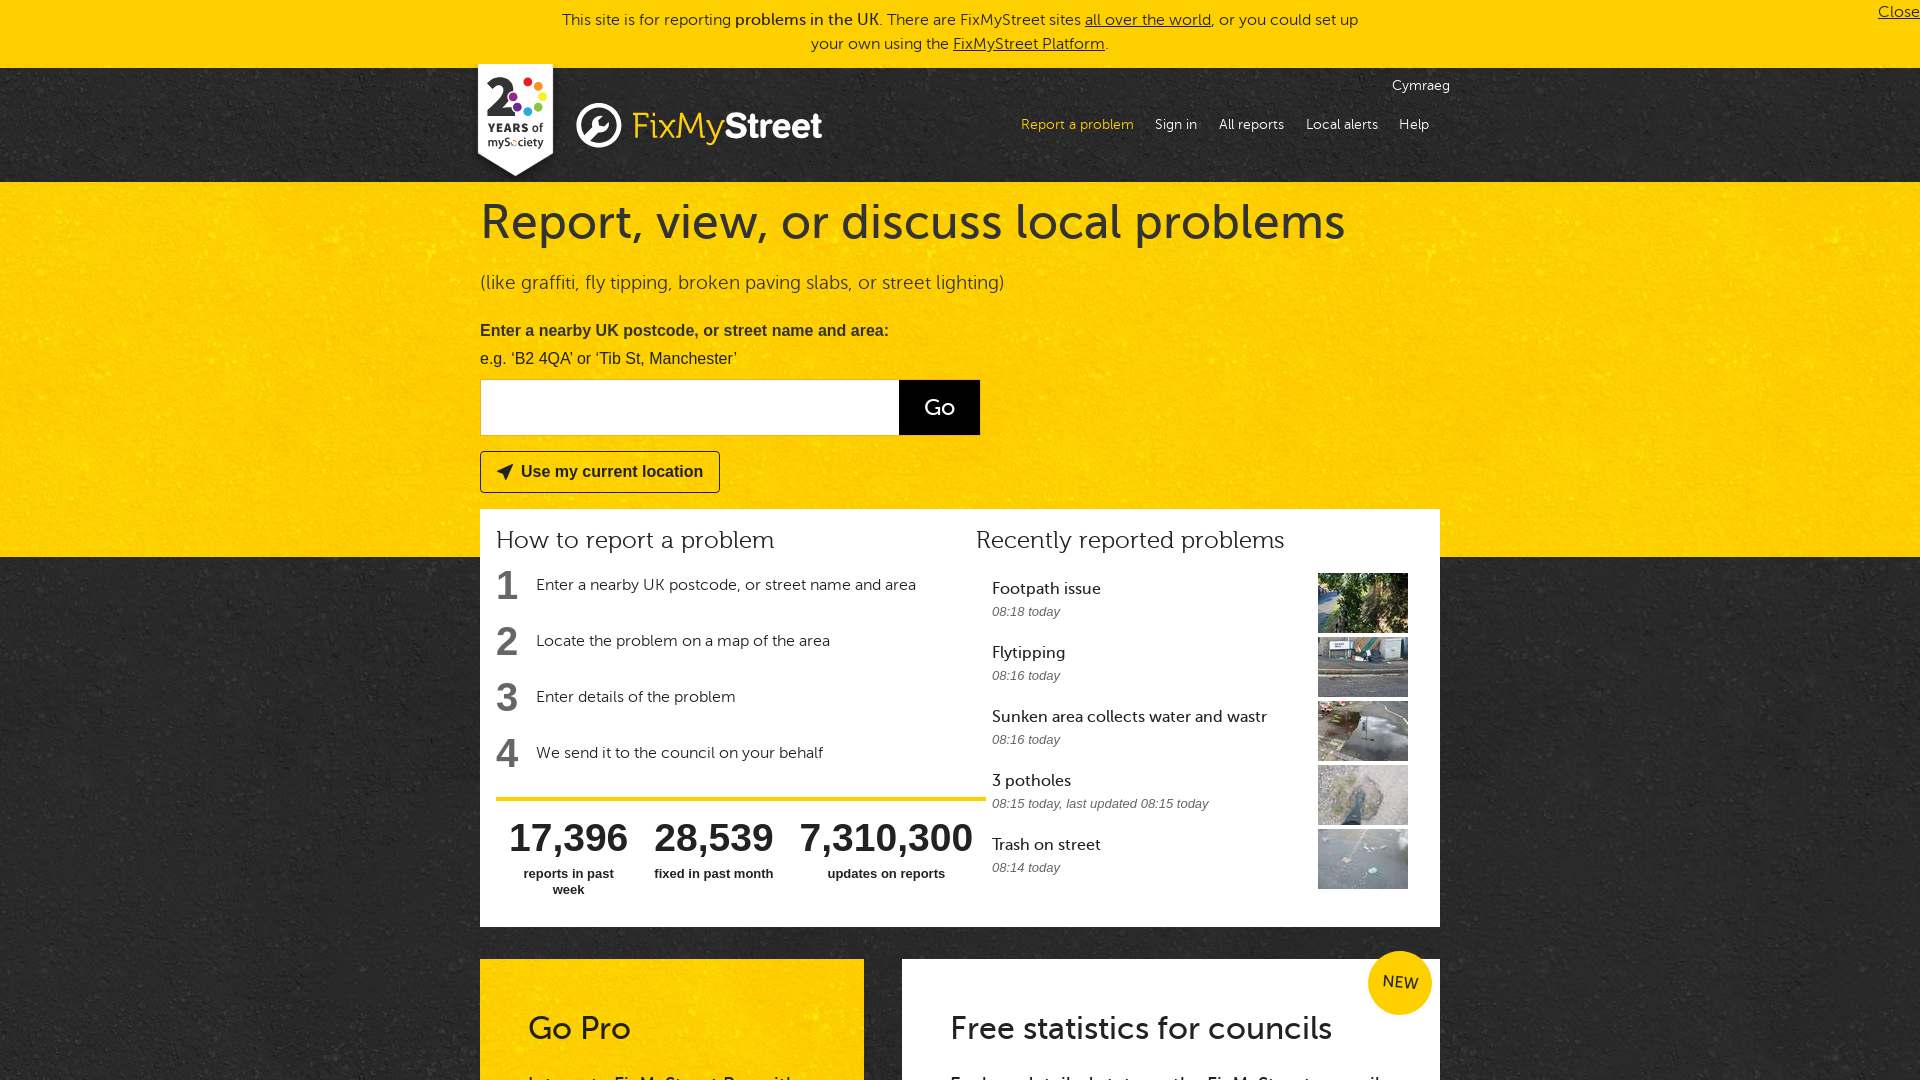 This site is for reporting problems in the UK. There are FixMyStreet sites all over the world, or you could set up
your own using the FixMyStreet Platform.
Close
20
YEARS of
mySociety
FixMyStreet
Cymraeg
Report a problem
Sign in
All reports
Local alerts
Help
Report, view, or discuss local problems
(like graffiti, fly tipping, broken paving slabs, or street lighting)
Enter a nearby UK postcode, or street name and area:
e.g. ‘B2 4QA’ or ‘Tib St, Manchester’
Go
Use my current location
How to report a problem
1 Enter a nearby UK postcode, or street name and area
2 Locate the problem on a map of the area
3 Enter details of the problem
4 We send it to the council on your behalf
17,396
reports in past
week
28,539
fixed in past month
7,310,300
updates on reports
Recently reported problems
Footpath issue
08:18 today
Flytipping
08:16 today
Sunken area collects water and wastr
08:16 today
3 potholes
08:15 today, last updated 08:15 today
Trash on street
08:14 today
Go Pro
NEW
Free statistics for councils